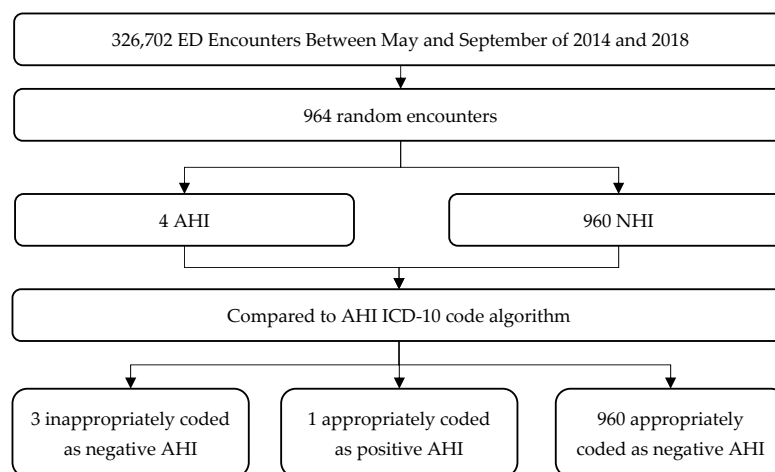 326,702 ED Encounters Between May and September of 2014 and 2018
964 random encounters
4 AHI
960 NHI
Compared to AHI ICD-10 code algorithm
3 inappropriately coded
as negative AHI
1 appropriately coded
as positive AHI
960 appropriately
coded as negative AHI